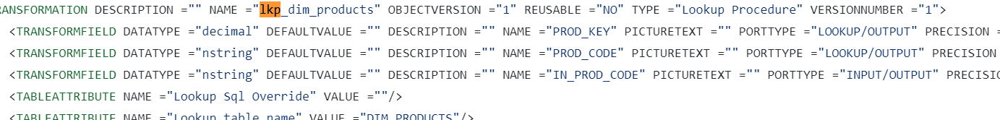 RANSFORMATION DESCRIPTION ="" NAME ="lkp_dim_products" OBJECTVERSION ="1" REUSABLE ="NO" TYPE ="Lookup Procedure" VERSIONNUMBER ="1">
<TRANSFORMFIELD DATATYPE ="decimal" DEFAULTVALUE ="" DESCRIPTION ="" NAME ="PROD_KEY" PICTURETEXT ="" PORTTYPE ="LOOKUP/OUTPUT" PRECISION =
<TRANSFORMFIELD DATATYPE ="nstring" DEFAULTVALUE ="" DESCRIPTION ="" NAME ="PROD_CODE" PICTURETEXT ="" PORTTYPE ="LOOKUP/OUTPUT" PRECISION
<TRANSFORMFIELD DATATYPE ="nstring" DEFAULTVALUE ="" DESCRIPTION ="" NAME ="IN_PROD_CODE" PICTURETEXT ="" PORTTYPE ="INPUT/OUTPUT" PRECISIO
<TABLEATTRIBUTE NAME ="Lookup Sql Override" VALUE =""/>
<TABLEATTRIBUTE NAME ="Lookup table name" VALUE ="DIM_PRODUCTS"/>